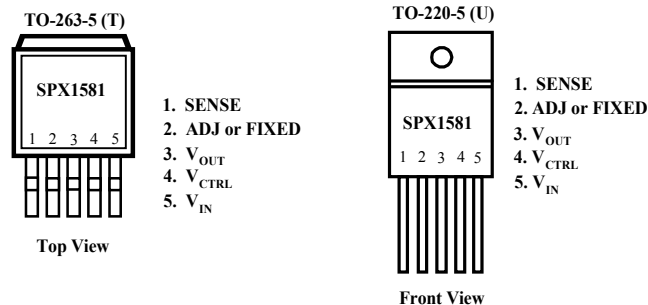 TO-263-5 (T)
SPX1581
1 2 3 4 5
1. SENSE
2. ADJ or FIXED
3. VOUT
4. VCTRL
5. VIN
Top View
TO-220-5 (U)
SPX1581
1 2 3 4 5
1. SENSE
2. ADJ or FIXED
3. VOUT
4. VCTRL
5. VIN
Front View